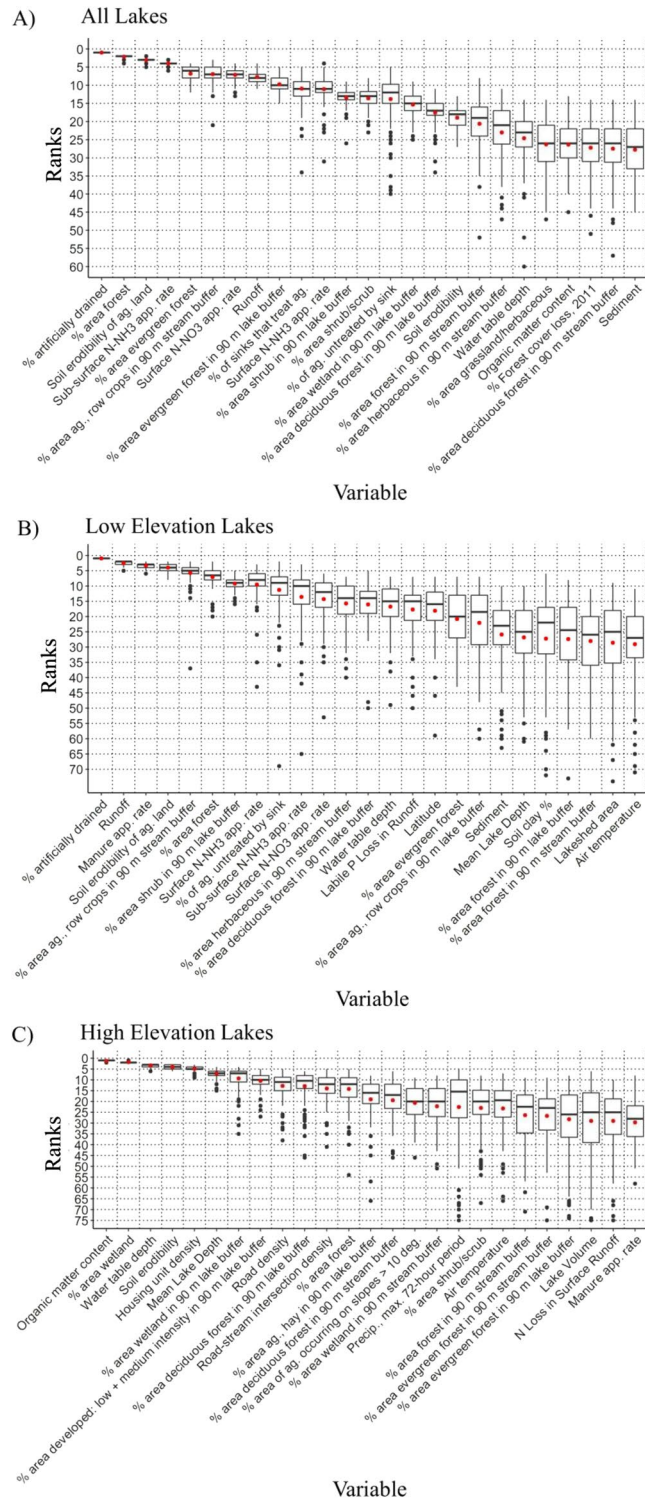 A) All Lakes
0
5
10
15
20
25
30
35
40
45
50
55
60
Ranks
% artificially drained
% area forest
Soil erodibility of ag. land
Sub-surface N-NH3 app. rate
% area evergreen forest
% area ag., row crops in 90 m stream buffer
Surface N-NO3 app. rate
Runoff
% area evergreen forest in 90 m lake buffer
% of sinks that treat ag.
Surface N-NH3 app. rate
% area shrub in 90 m lake buffer
% area shrub/scrub
% of ag. untreated by sink
% area wetland in 90 m lake buffer
% area deciduous forest in 90 m lake buffer
Soil erodibility
% area forest in 90 m stream buffer
% area herbaceous in 90 m stream buffer
Water table depth
% area grassland/herbaceous
Organic matter content
% Forest cover loss, 2011
% area deciduous forest in 90 m stream buffer
Sediment
Variable
B) Low Elevation Lakes
0
5
10
15
20
25
30
35
40
45
50
55
60
65
70
Ranks
% artificially drained
Runoff
Manure app. rate
Soil erodibility of ag. land
% area ag., row crops in 90 m stream buffer
% area forest
% area shrub in 90 m lake buffer
Surface N-NH3 app. rate
% of ag. untreated by sink
Sub-surface N-NH3 app. rate
Surface N-NO3 app. rate
% area herbaceous in 90 m stream buffer
% area deciduous forest in 90 m lake buffer
Water table depth
Labile P Loss in Runoff
Latitude
% area evergreen forest
% area ag., row crops in 90 m lake buffer
Sediment
Mean Lake Depth
Soil clay %
% area forest in 90 m lake buffer
% area forest in 90 m stream buffer
Lakeshed area
Air temperature
Variable
C) High Elevation Lakes
0
5
10
15
20
25
30
35
40
45
50
55
60
65
70
75
Ranks
Organic matter content
% area wetland
Water table depth
Soil erodibility
Housing unit density
Mean Lake Depth
% area wetland in 90 m lake buffer
% area developed: low + medium intensity in 90 m lake buffer
Road density
% area deciduous forest in 90 m lake buffer
Road-stream intersection density
% area forest
% area ag., hay in 90 m lake buffer
% area deciduous forest in 90 m stream buffer
% area of ag. occurring on slopes > 10 deg.
% area wetland in 90 m stream buffer
Precip., max. 72-hour period
% area shrub/scrub
Air temperature
% area forest in 90 m stream buffer
% area evergreen forest in 90 m stream buffer
% area evergreen forest in 90 m lake buffer
Lake Volume
N Loss in Surface Runoff
Manure app. rate
Variable